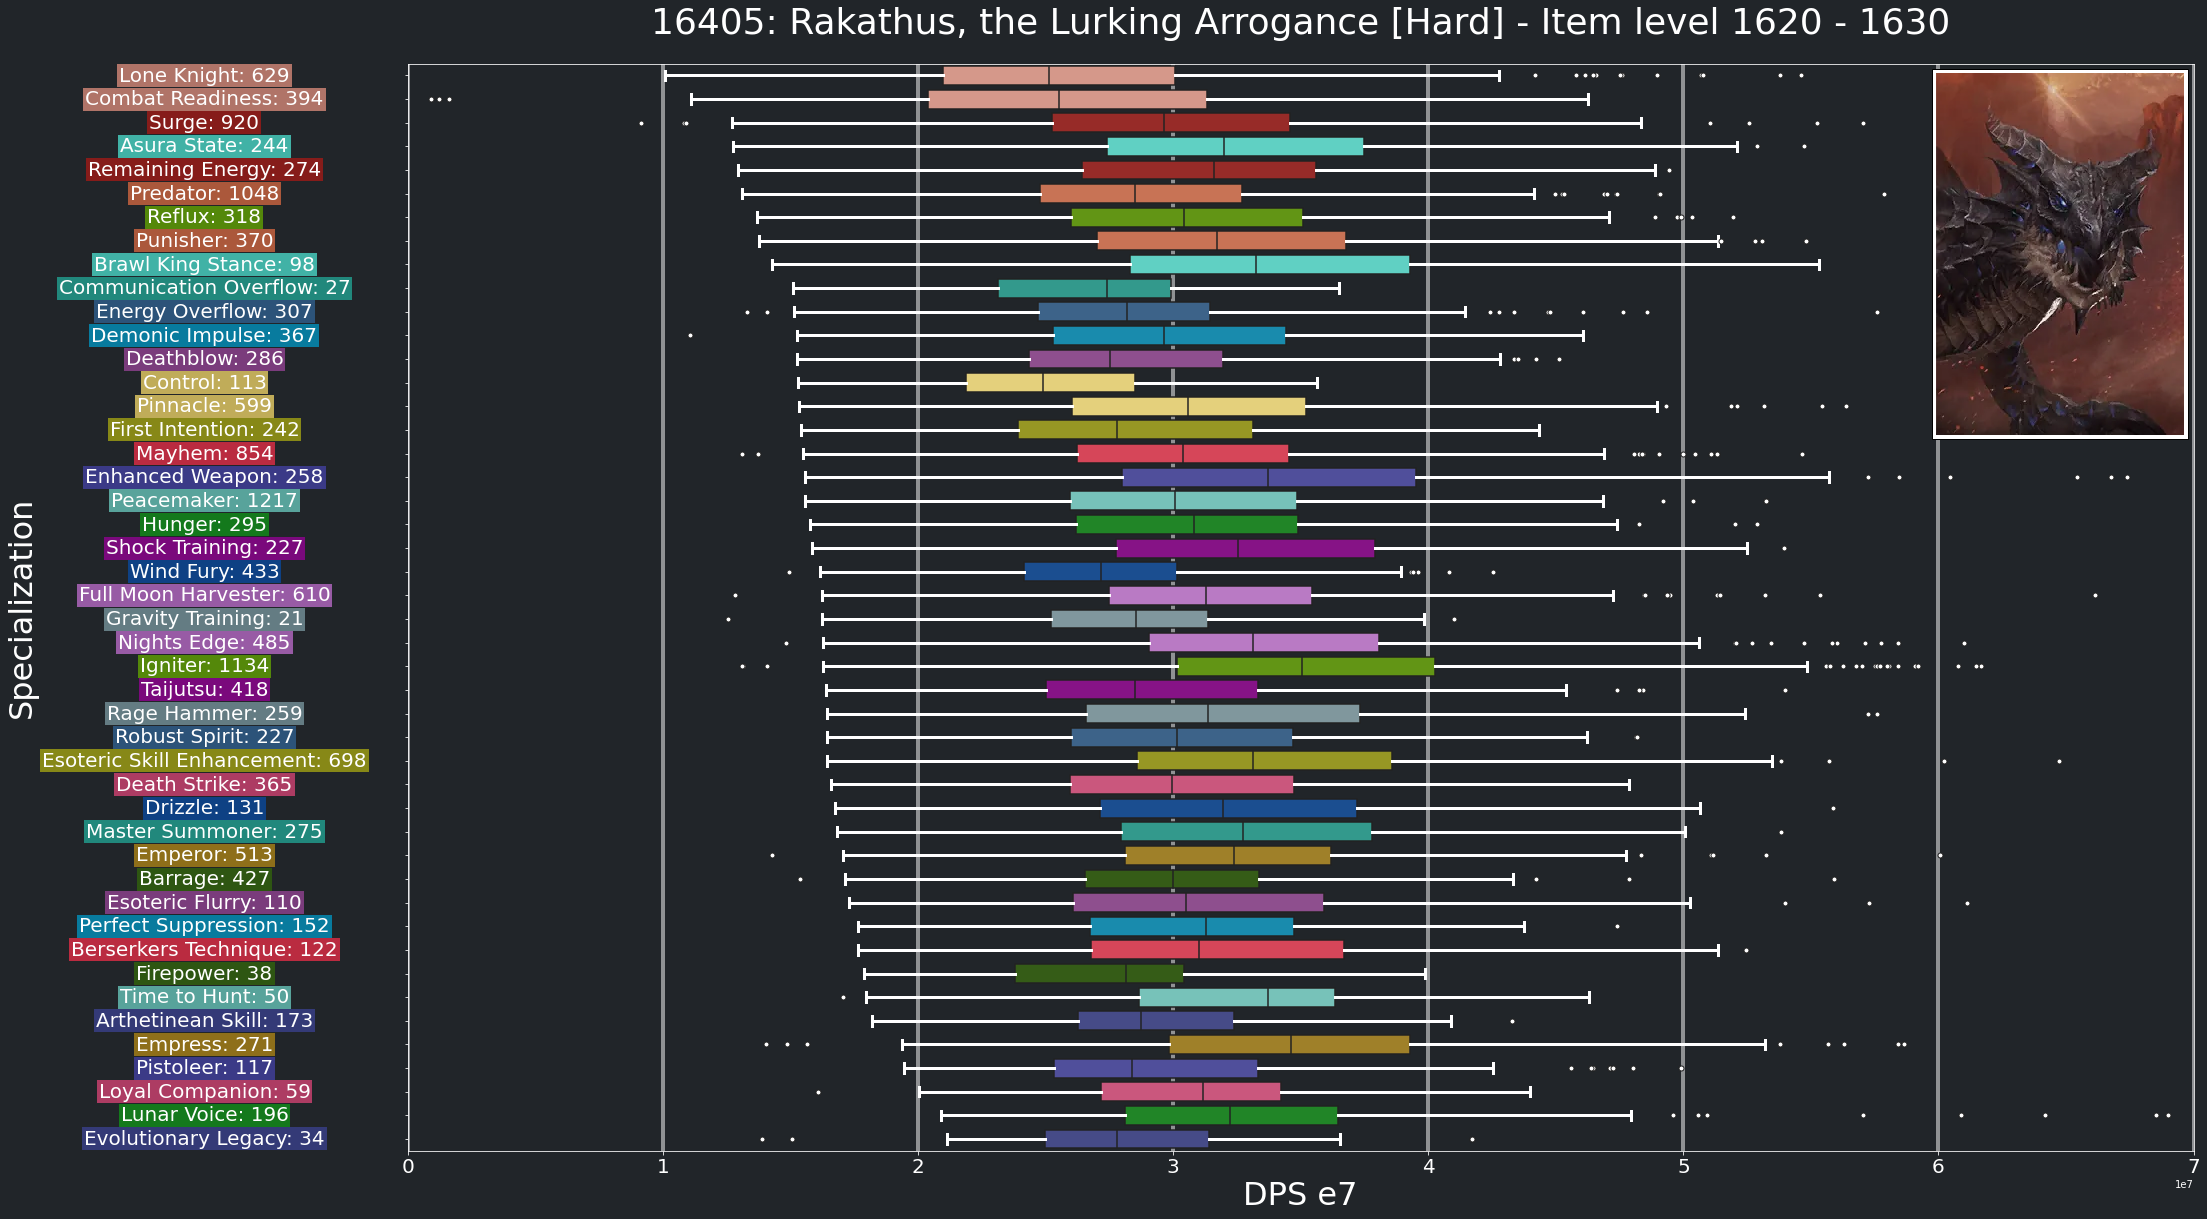 16405: Rakathus, the Lurking Arrogance [Hard] - Item level 1620 - 1630
Lone Knight: 629
Combat Readiness: 394
Surge: 920
Asura State: 244
Remaining Energy: 274
Predator: 1048
Reflux: 318
Punisher: 370
Brawl King Stance: 98
Communication Overflow: 27
Energy Overflow: 307
Demonic Impulse: 367
Deathblow: 286
Control: 113
Pinnacle: 599
First Intention: 242
Mayhem: 854
Enhanced Weapon: 258
Peacemaker: 1217
Hunger: 295
Shock Training: 227
Wind Fury: 433
Full Moon Harvester: 610
Gravity Training: 21
Nights Edge: 485
Igniter: 1134
Taijutsu: 418
Rage Hammer: 259
Robust Spirit: 227
Esoteric Skill Enhancement: 698
Death Strike: 365
Drizzle: 131
Master Summoner: 275
Emperor: 513
Barrage: 427
Esoteric Flurry: 110
Perfect Suppression: 152
Berserkers Technique: 122
Firepower: 38
Time to Hunt: 50
Arthetinean Skill: 173
Empress: 271
Pistoleer: 117
Loyal Companion: 59
Lunar Voice: 196
Evolutionary Legacy: 34
Specialization
0 1 2 3 4 5 6 7
1e7
DPS e7